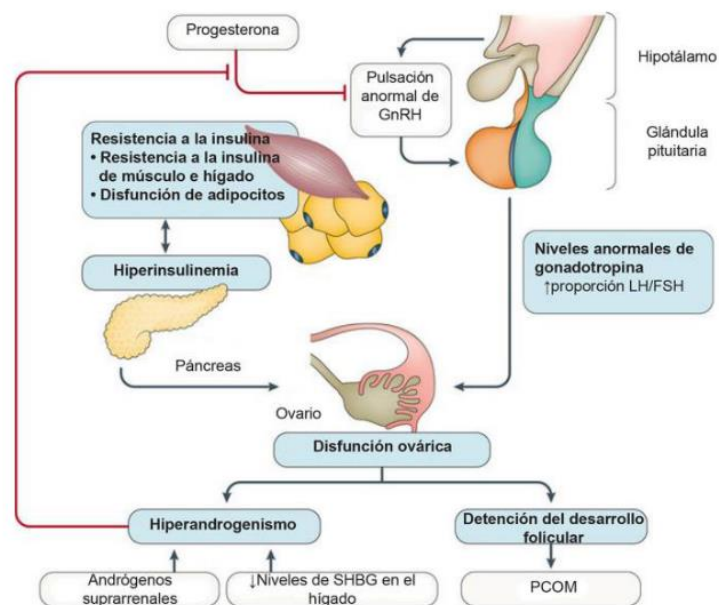 Progesterona
Pulsación
anormal de
GnRH
Hipotálamo
Glándula
pituitaria
Resistencia a la insulina
• Resistencia a la insulina
de músculo e hígado
• Disfunción de adipocitos
Hiperinsulinemia
Niveles anormales de
gonadotropina
↑proporción LH/FSH
Páncreas
Ovario
Disfunción ovárica
Hiperandrogenismo
Detención del desarrollo
folicular
Andrógenos
suprarrenales
↓Niveles de SHBG en el
hígado
PCOM